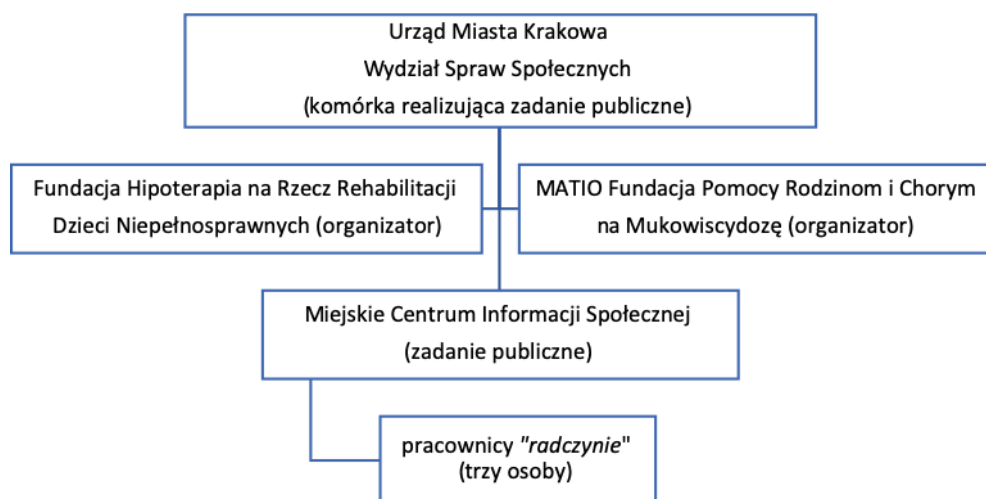 Urząd Miasta Krakowa
Wydział Spraw Społecznych
(komórka realizująca zadanie publiczne)
Fundacja Hipoterapia na Rzecz Rehabilitacji
Dzieci Niepełnosprawnych (organizator)
MATIO Fundacja Pomocy Rodzinom i Chorym
na Mukowiscydozę (organizator)
Miejskie Centrum Informacji Społecznej
(zadanie publiczne)
pracownicy "radczynie"
(trzy osoby)